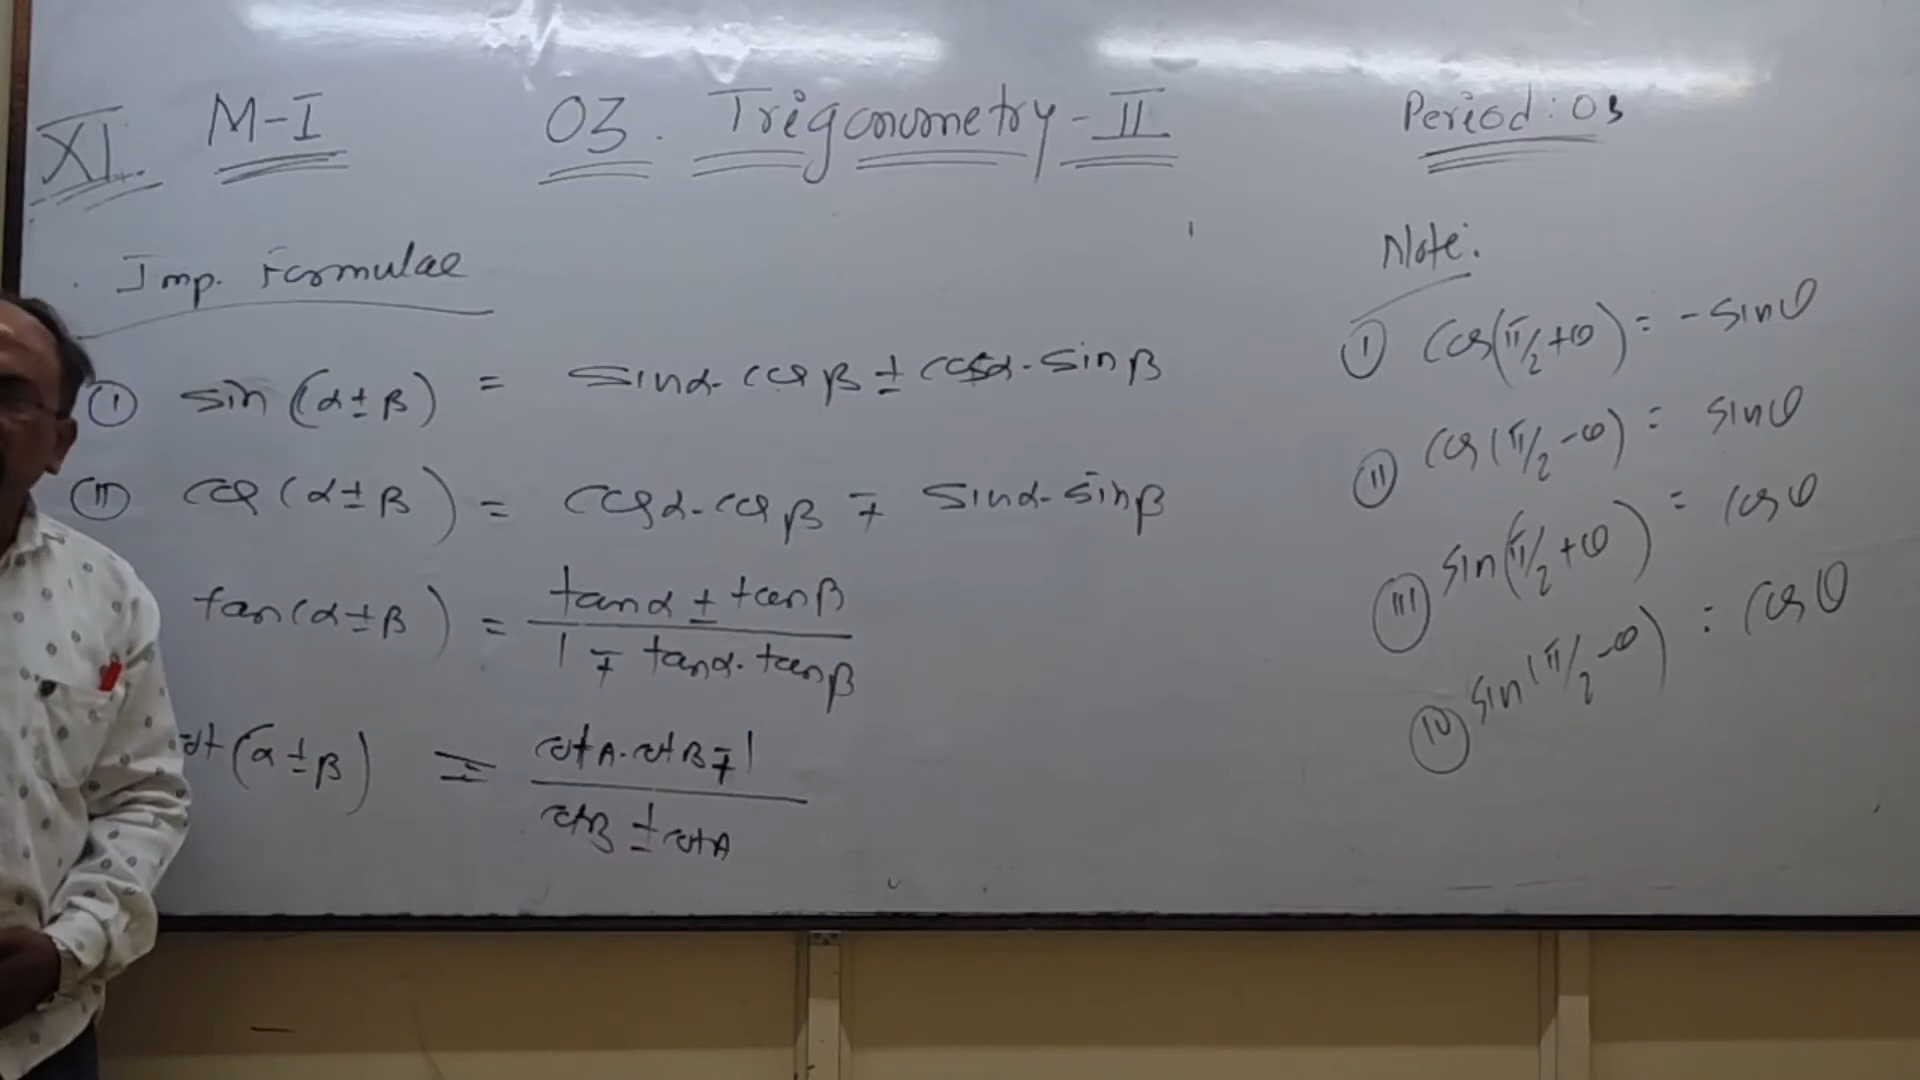 XI M-I 03. Trigonometry-II Period: 03
Imp. Formulae
(I) sin(α±β) = sinα·cosβ ± cosα·sinβ
(II) cos(α±β) = cosα·cosβ ∓ sinα·sinβ
tan(α±β) = (tanα ± tanβ) / (1 ∓ tanα·tanβ)
cot(α±β) = (cotA·cotB ∓ 1) / (cotB ± cotA)
Note:
(I) cos(π/2+θ) = -sinθ
(II) cos(π/2-θ) = sinθ
(III) sin(π/2+θ) = cosθ
(IV) sin(π/2-θ) = cosθ